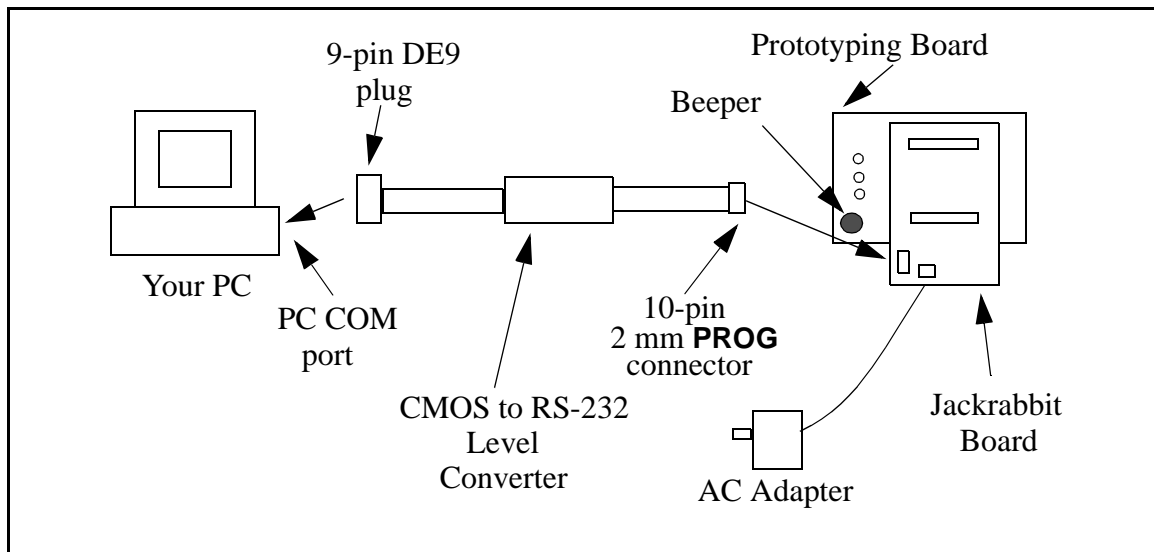 9-pin DE9
plug
Prototyping Board
Beeper
Your PC
PC COM
port
10-pin
2 mm PROG
connector
CMOS to RS-232
Level
Converter
Jackrabbit
Board
AC Adapter